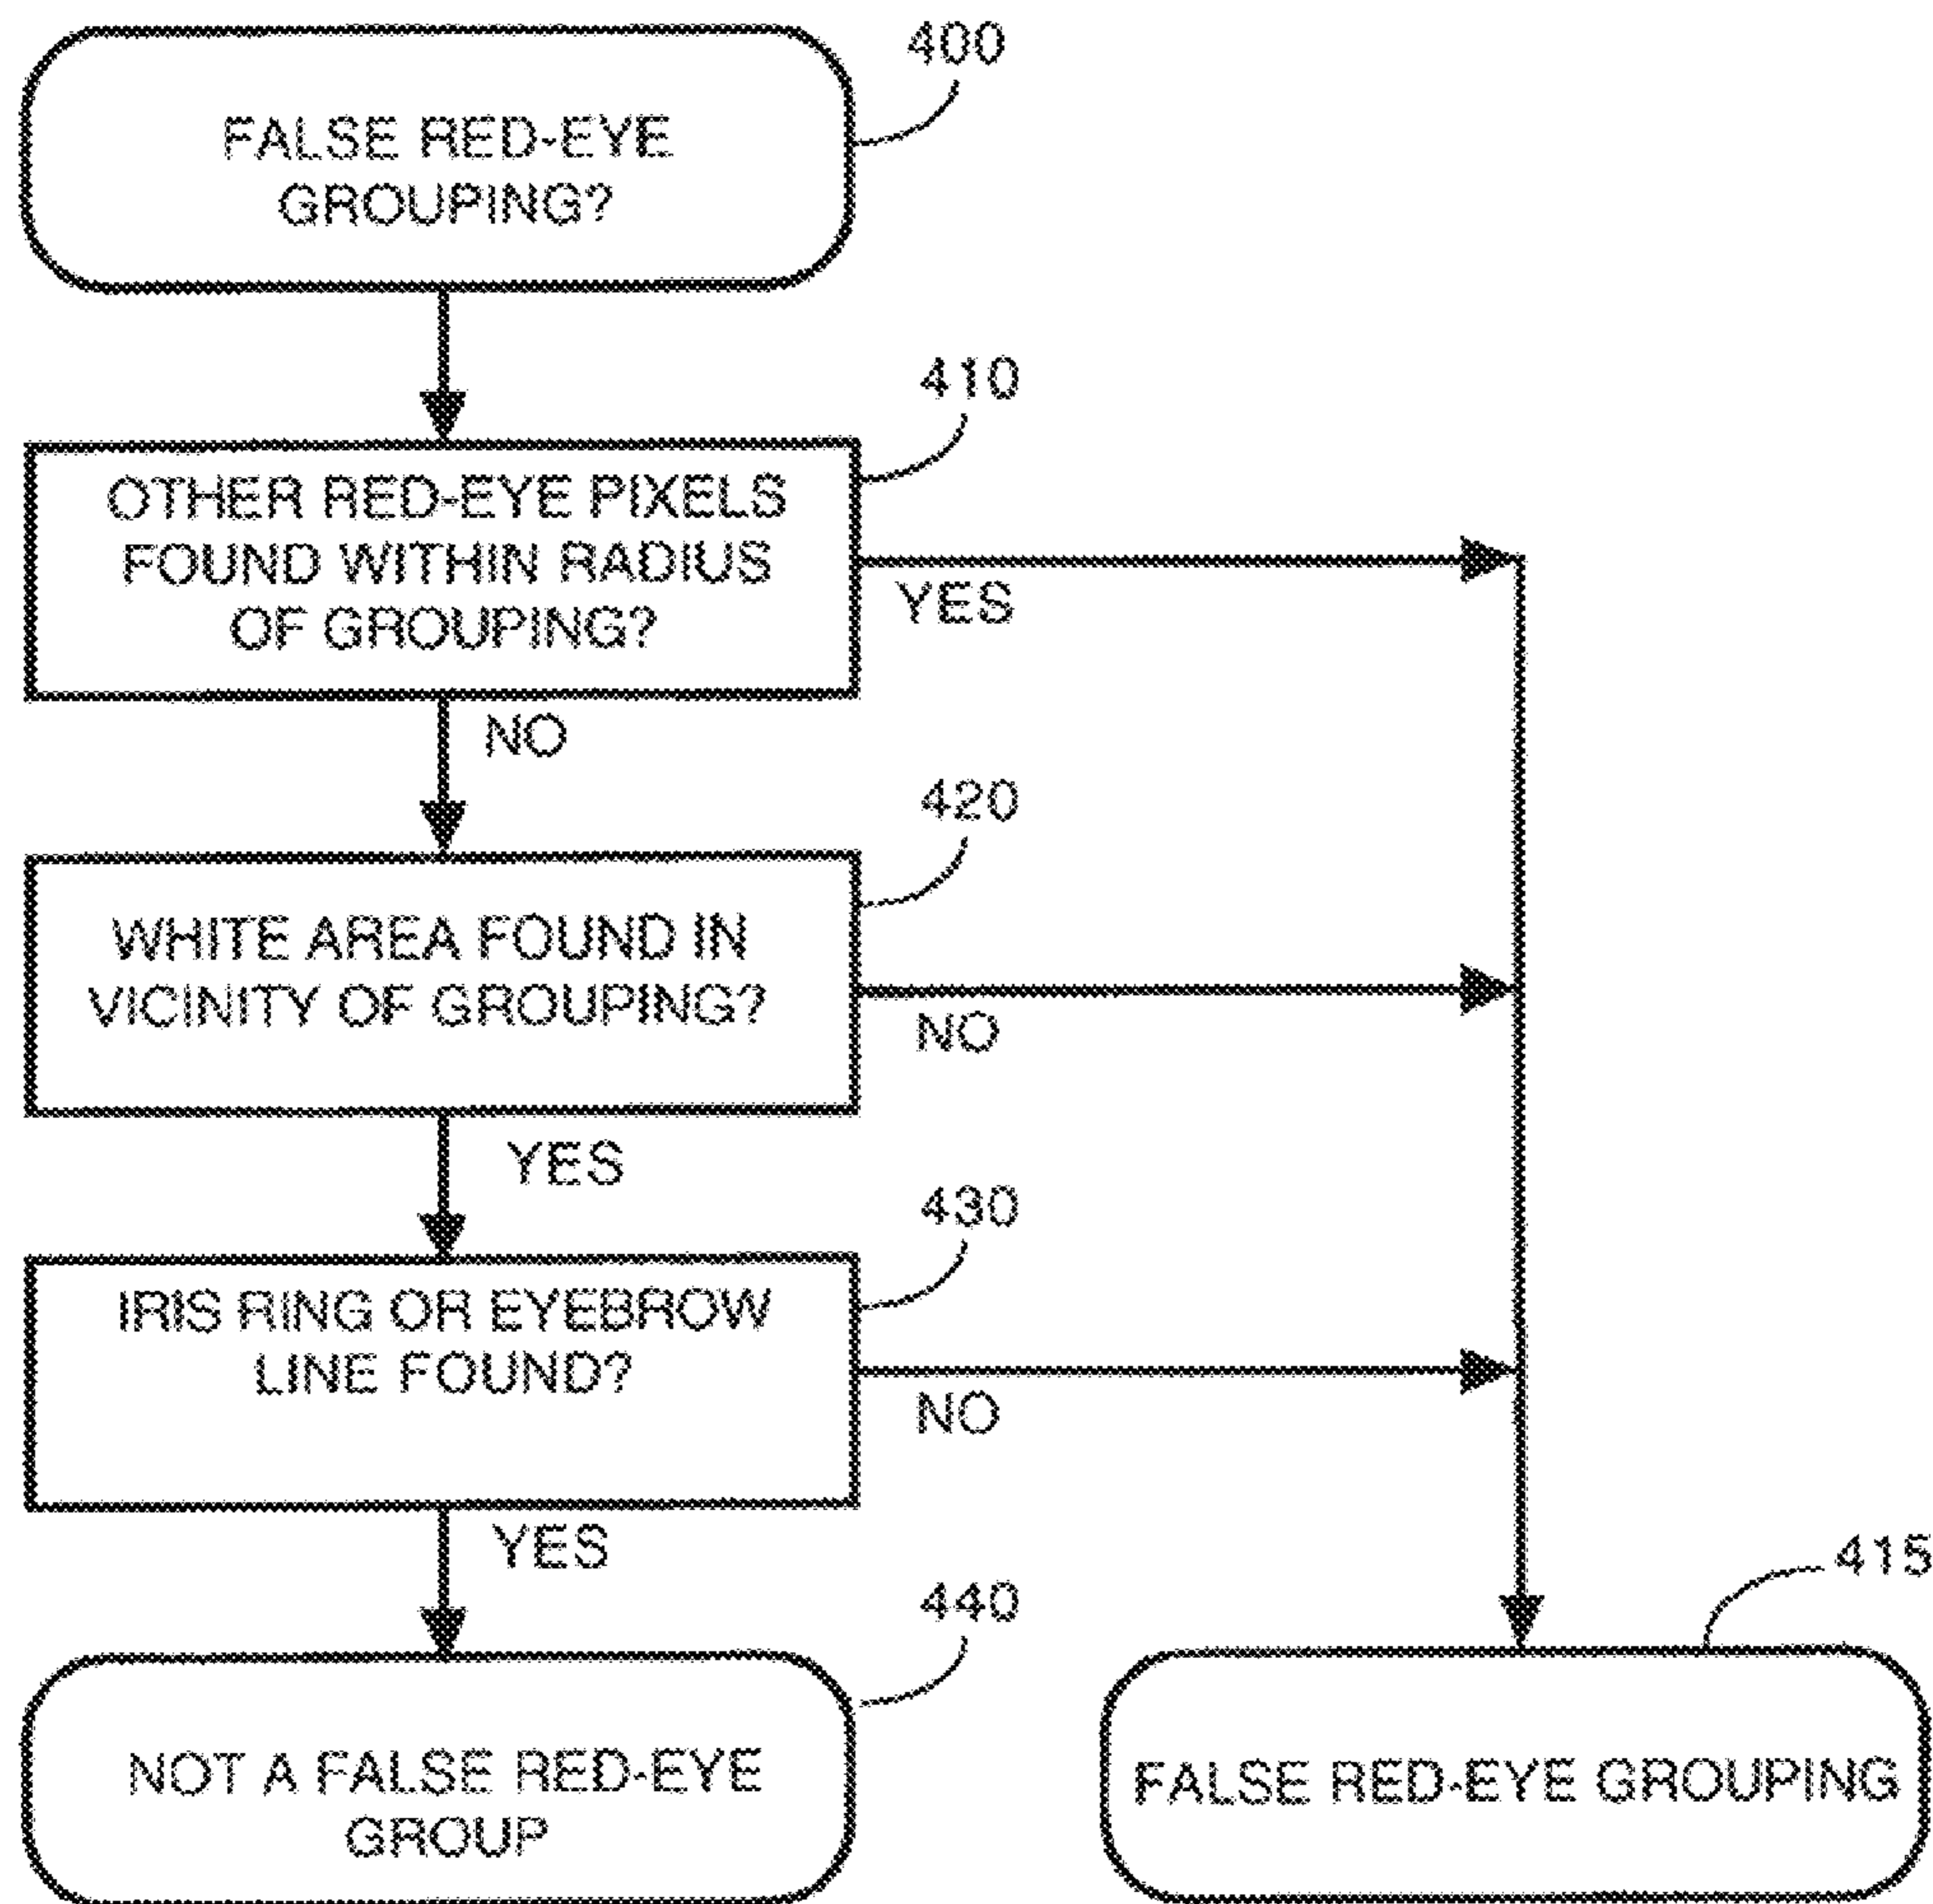 400
FALSE RED-EYE
GROUPING?
410
OTHER RED-EYE PIXELS
FOUND WITHIN RADIUS
OF GROUPING?
YES
NO
420
WHITE AREA FOUND IN
VICINITY OF GROUPING?
NO
YES
430
IRIS RING OR EYEBROW
LINE FOUND?
NO
YES
440
NOT A FALSE RED-EYE
GROUP
415
FALSE RED-EYE GROUPING